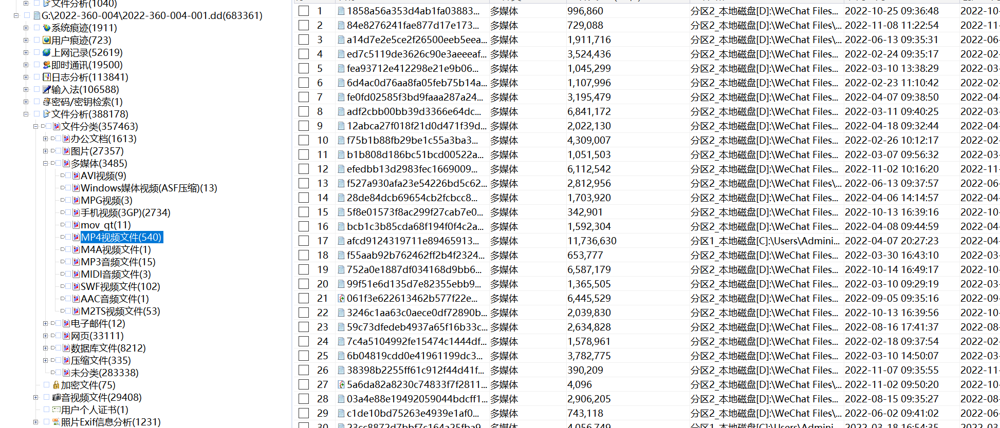 文件分析(1040)
G:\2022-360-004\2022-360-004-001.dd(683361)
系统痕迹(1911)
用户痕迹(723)
上网记录(52619)
即时通讯(19500)
日志分析(113841)
输入法(106588)
密码/密钥检索(1)
文件分析(388178)
文件分类(357463)
办公文档(1613)
图片(27357)
多媒体(3485)
AVI视频(9)
Windows媒体视频(ASF压缩)(13)
MPG视频(3)
手机视频(3GP)(2734)
mov_qt(11)
MP4视频文件(540)
M4A视频文件(1)
MP3音频文件(15)
MIDI音频文件(3)
SWF视频文件(102)
AAC音频文件(1)
M2TS视频文件(53)
电子邮件(12)
网页(33111)
数据库文件(8212)
压缩文件(335)
未分类(283338)
加密文件(75)
音视频文件(29408)
用户个人证书(1)
照片Exif信息分析(1231)
1 1858a56a353d4ab1fa03883... 多媒体 996,860 分区2_本地磁盘[D]:\WeChat Files... 2022-10-25 09:36:48 2022-10-
2 84e8276241fae877d17e173... 多媒体 729,088 分区2_本地磁盘[D]:\WeChat Files\... 2022-11-08 11:22:54 2022-11-
3 a14d7e2e5ce2f26500eeb5eea... 多媒体 1,911,716 分区2_本地磁盘[D]:\WeChat Files\... 2022-06-13 09:35:31 2022-06-
4 ed7c5119de3626c90e3aeeeaf... 多媒体 3,524,436 分区2_本地磁盘[D]:\WeChat Files... 2022-02-24 09:35:17 2022-02-
5 fea93712e412298e21e9b06... 多媒体 1,045,299 分区2_本地磁盘[D]:\WeChat Files... 2022-03-10 13:38:29 2022-03-
6 6d4ac0d76aa8fa05feb75b14a... 多媒体 1,107,996 分区2_本地磁盘[D]:\WeChat Files... 2022-02-23 11:10:42 2022-02-
7 fe0fd02585f3bd9faaa287a24... 多媒体 3,195,479 分区2_本地磁盘[D]:\WeChat Files... 2022-04-07 09:38:50 2022-04-
8 adf2cbb00bb39d3366e64dc... 多媒体 6,841,172 分区2_本地磁盘[D]:\WeChat Files... 2022-03-11 09:40:25 2022-03-
9 12abca27f018f21d0d471f39d... 多媒体 2,022,130 分区2_本地磁盘[D]:\WeChat Files... 2022-04-18 09:32:44 2022-04-
10 f75b1b88fb29be1c55a3ba3... 多媒体 4,309,007 分区2_本地磁盘[D]:\WeChat Files... 2022-02-26 10:12:17 2022-02-
11 b1b808d186bc51bcd00522a... 多媒体 1,051,503 分区2_本地磁盘[D]:\WeChat Files... 2022-03-07 09:56:32 2022-03-
12 efedbb13d2983fec1669009... 多媒体 6,112,542 分区2_本地磁盘[D]:\WeChat Files... 2022-11-02 10:16:20 2022-11-
13 f527a930afa23e54226bd5c62... 多媒体 2,812,956 分区2_本地磁盘[D]:\WeChat Files\... 2022-06-13 09:37:57 2022-06-
14 28de84dcb69654cb2fcbcc8... 多媒体 1,703,920 分区2_本地磁盘[D]:\WeChat Files... 2022-04-06 14:14:57 2022-04-
15 5f8e01573f8ac299f27cab7e0... 多媒体 342,901 分区2_本地磁盘[D]:\WeChat Files... 2022-10-13 16:39:16 2022-10-
16 bcb1c3b85cda68f194f0f4c2a... 多媒体 1,592,304 分区2_本地磁盘[D]:\WeChat Files... 2022-04-08 09:44:59 2022-04-
17 afcd9124319711e89465913... 多媒体 11,736,630 分区1_本地磁盘[C]:\Users\Admini... 2022-04-07 20:27:23 2022-04-
18 f55aab92b762462ff2b4f2324... 多媒体 653,777 分区2_本地磁盘[D]:\WeChat Files... 2022-03-30 16:43:10 2022-03-
19 752a0e1887df034168d9bb6... 多媒体 6,587,179 分区2_本地磁盘[D]:\WeChat Files... 2022-10-14 16:49:17 2022-10-
20 99f51e6d135d7e82355ebb9... 多媒体 1,365,505 分区2_本地磁盘[D]:\WeChat Files... 2022-03-10 09:29:19 2022-03-
21 061f3e622613462b577f22e... 多媒体 6,445,529 分区2_本地磁盘[D]:\WeChat Files... 2022-09-05 09:35:16 2022-09-
22 3246c1aa63c0aece0df72890b... 多媒体 2,039,830 分区2_本地磁盘[D]:\WeChat Files... 2022-10-13 16:39:56 2022-10-
23 59c73dfedeb4937a65f16b33c... 多媒体 2,634,828 分区2_本地磁盘[D]:\WeChat Files... 2022-08-16 17:41:37 2022-08-
24 7c4a5104992fe15474c1444df... 多媒体 1,578,961 分区2_本地磁盘[D]:\WeChat Files... 2022-02-18 09:37:54 2022-02-
25 6b04819cdd0e41961199dc3... 多媒体 3,782,775 分区2_本地磁盘[D]:\WeChat Files... 2022-03-10 14:50:07 2022-03-
26 38398b2255ff61c912f44d41f... 多媒体 390,209 分区2_本地磁盘[D]:\WeChat Files... 2022-11-07 09:35:55 2022-11-
27 5a6da82a8230c74833f7f2811... 多媒体 4,096 分区2_本地磁盘[D]:\WeChat Files\... 2022-11-02 09:50:20 2022-10-
28 03a4e88e19492059044bdcff1... 多媒体 2,906,205 分区2_本地磁盘[D]:\WeChat Files... 2022-08-15 09:35:27 2022-08-
29 c1de10bd75263e4939e1af0... 多媒体 743,118 分区2_本地磁盘[D]:\WeChat Files\... 2022-06-02 09:41:02 2022-06-